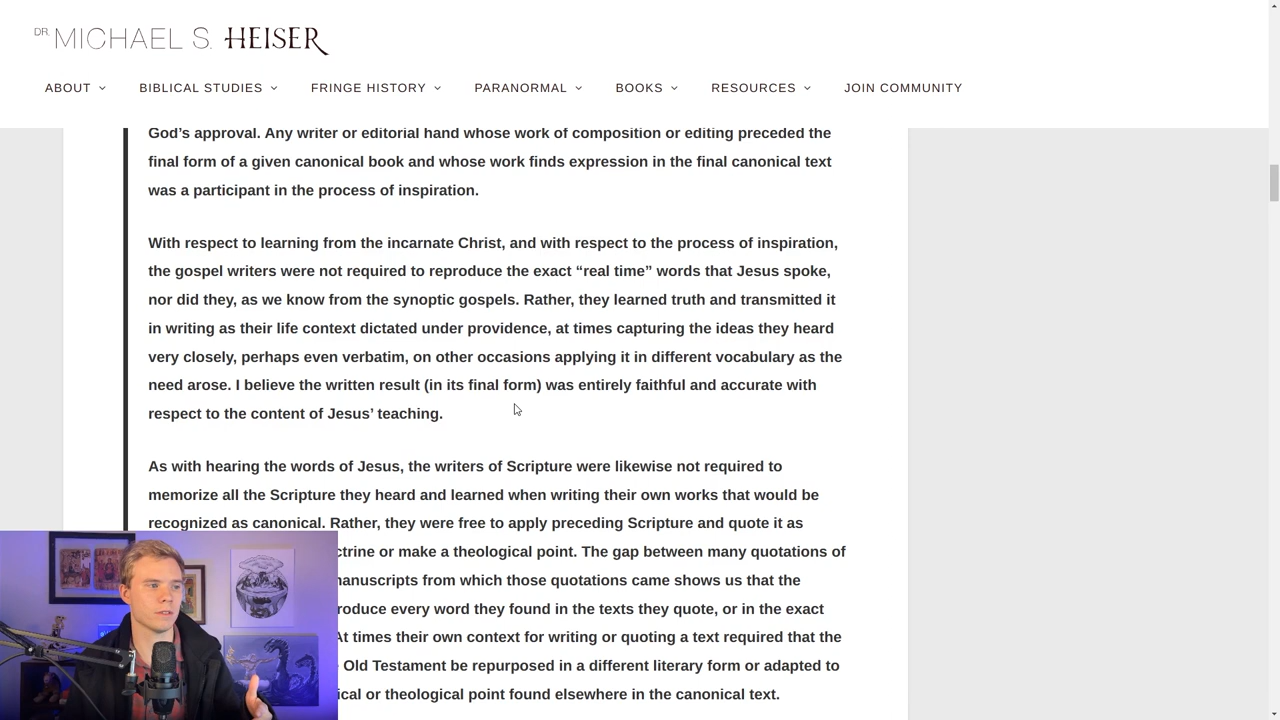 DR. MICHAEL S. HEISER
ABOUT BIBLICAL STUDIES FRINGE HISTORY PARANORMAL BOOKS RESOURCES JOIN COMMUNITY
God’s approval. Any writer or editorial hand whose work of composition or editing preceded the
final form of a given canonical book and whose work finds expression in the final canonical text
was a participant in the process of inspiration.
With respect to learning from the incarnate Christ, and with respect to the process of inspiration,
the gospel writers were not required to reproduce the exact “real time” words that Jesus spoke,
nor did they, as we know from the synoptic gospels. Rather, they learned truth and transmitted it
in writing as their life context dictated under providence, at times capturing the ideas they heard
very closely, perhaps even verbatim, on other occasions applying it in different vocabulary as the
need arose. I believe the written result (in its final form) was entirely faithful and accurate with
respect to the content of Jesus’ teaching.
As with hearing the words of Jesus, the writers of Scripture were likewise not required to
memorize all the Scripture they heard and learned when writing their own works that would be
recognized as canonical. Rather, they were free to apply preceding Scripture and quote it as
ctrine or make a theological point. The gap between many quotations of
manuscripts from which those quotations came shows us that the
produce every word they found in the texts they quote, or in the exact
At times their own context for writing or quoting a text required that the
Old Testament be repurposed in a different literary form or adapted to
ical or theological point found elsewhere in the canonical text.